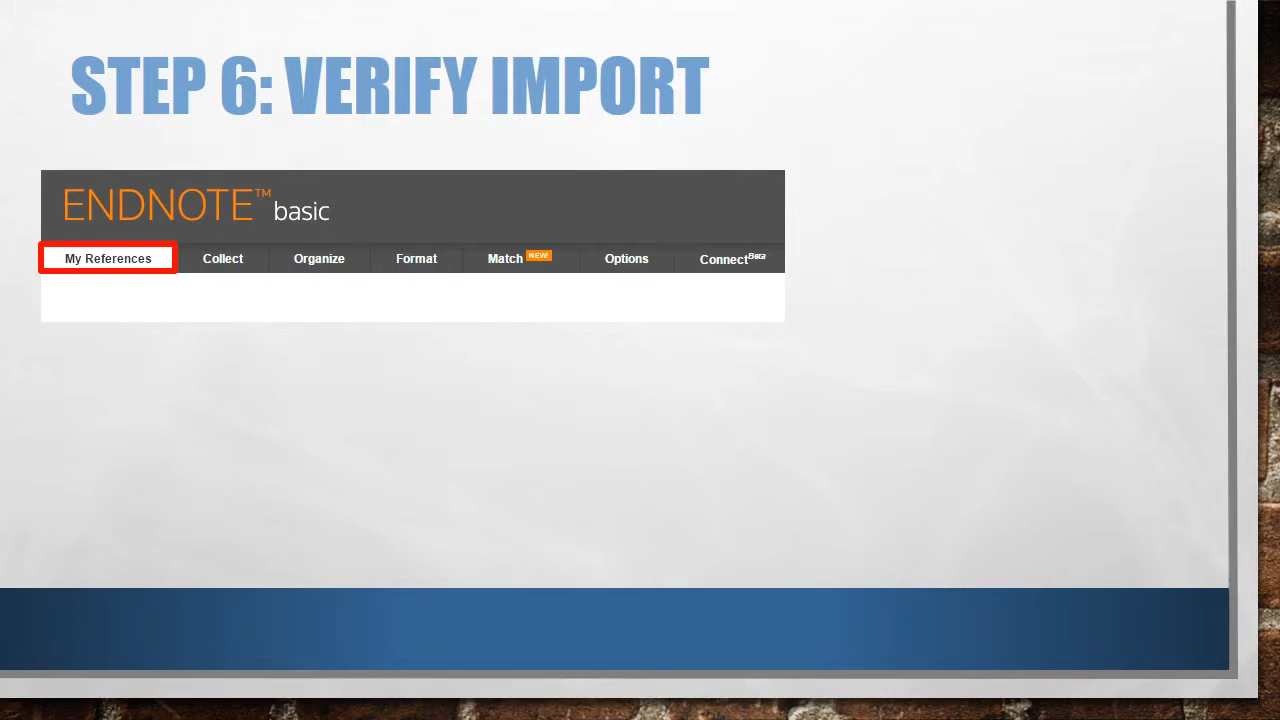 STEP 6: VERIFY IMPORT
ENDNOTE™ basic
My References Collect Organize Format Match NEW! Options Connect Beta